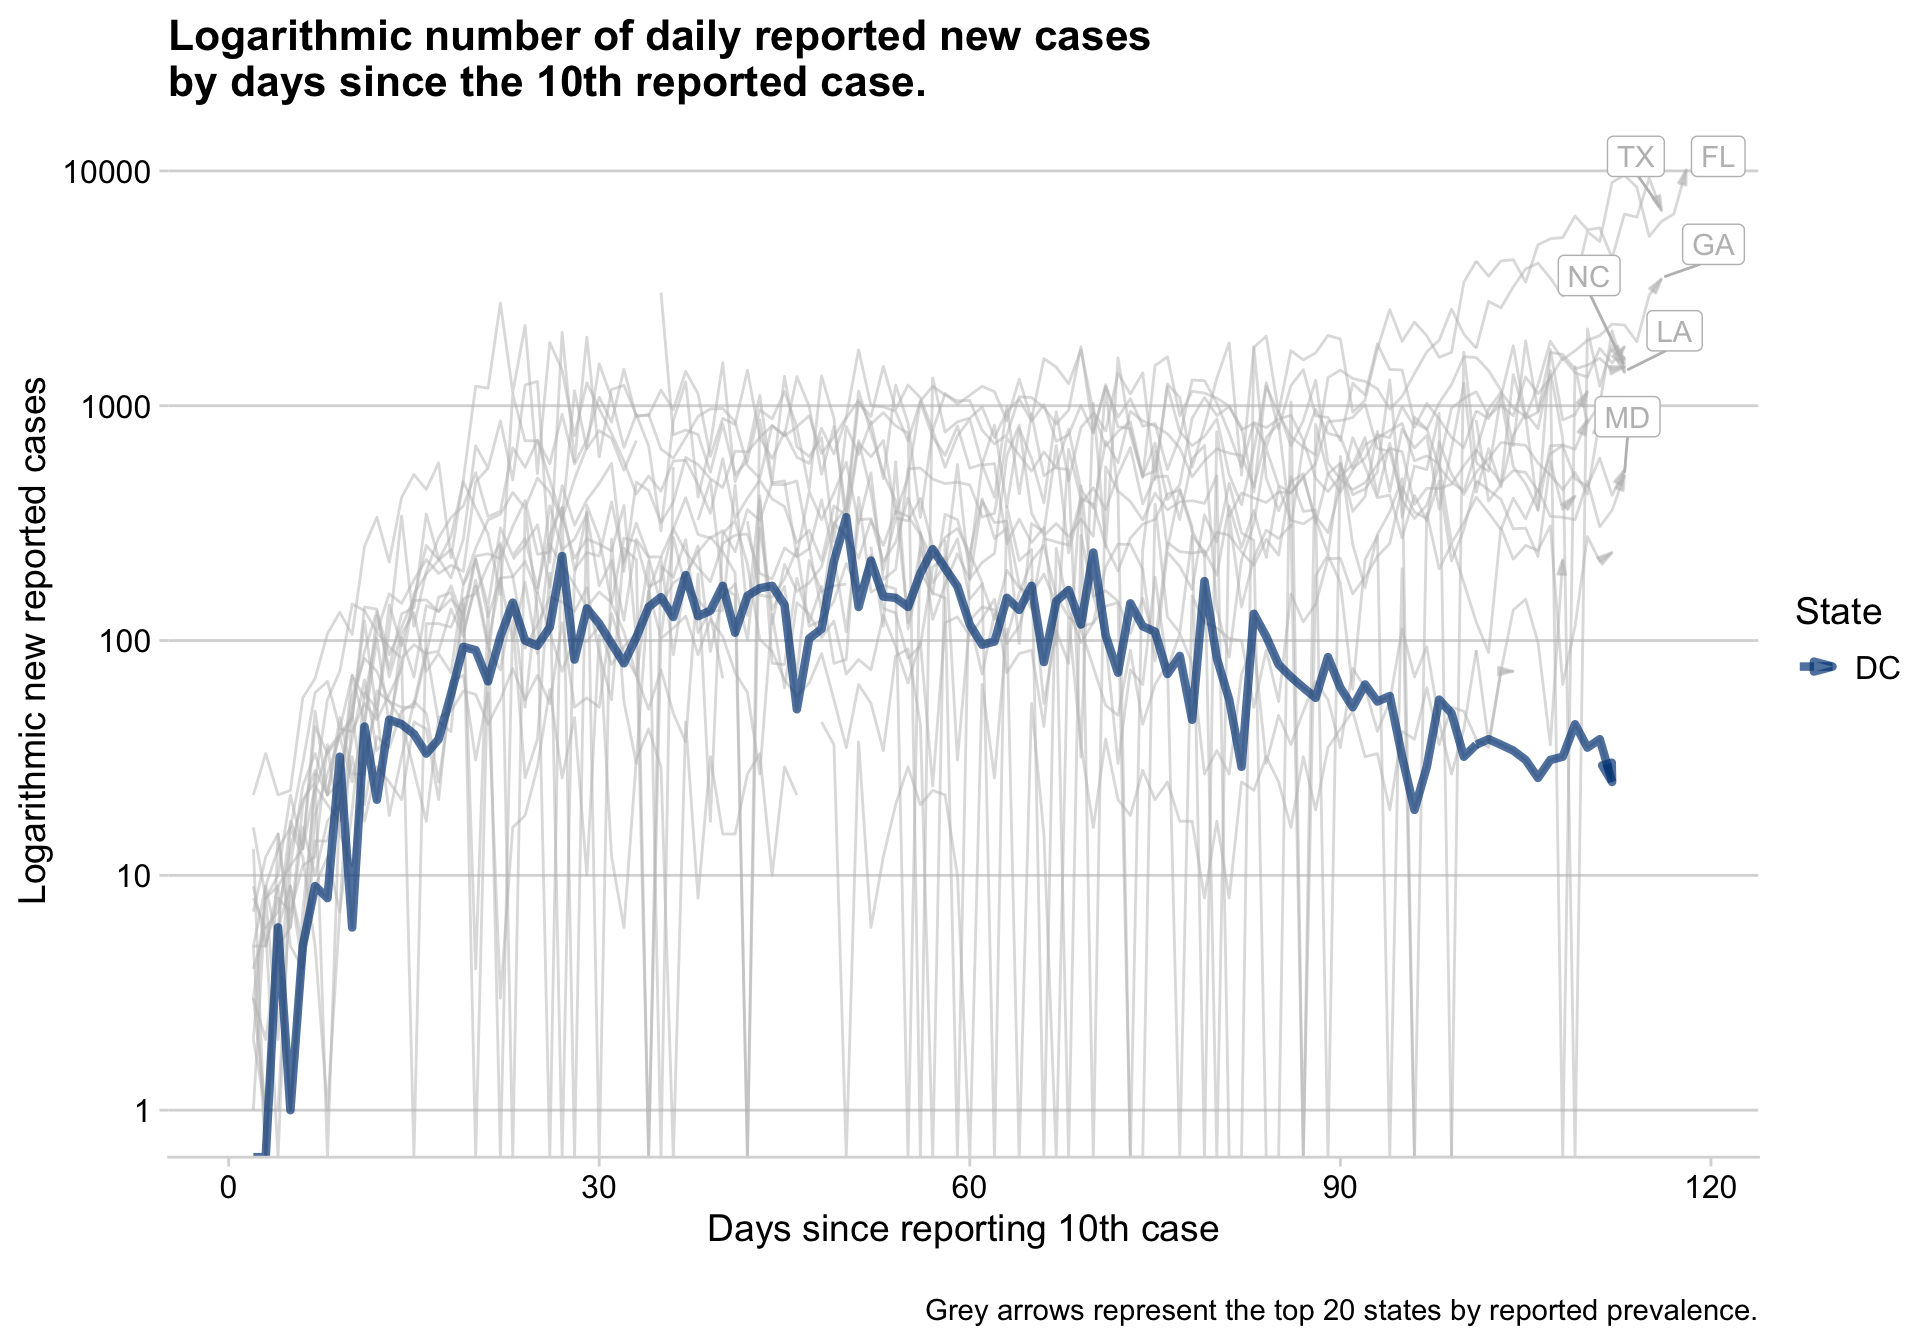 Logarithmic number of daily reported new cases
by days since the 10th reported case.
Logarithmic new reported cases
10000
1000
100
10
1
TX
FL
GA
NC
LA
MD
State
DC
0
30
60
90
120
Days since reporting 10th case
Grey arrows represent the top 20 states by reported prevalence.